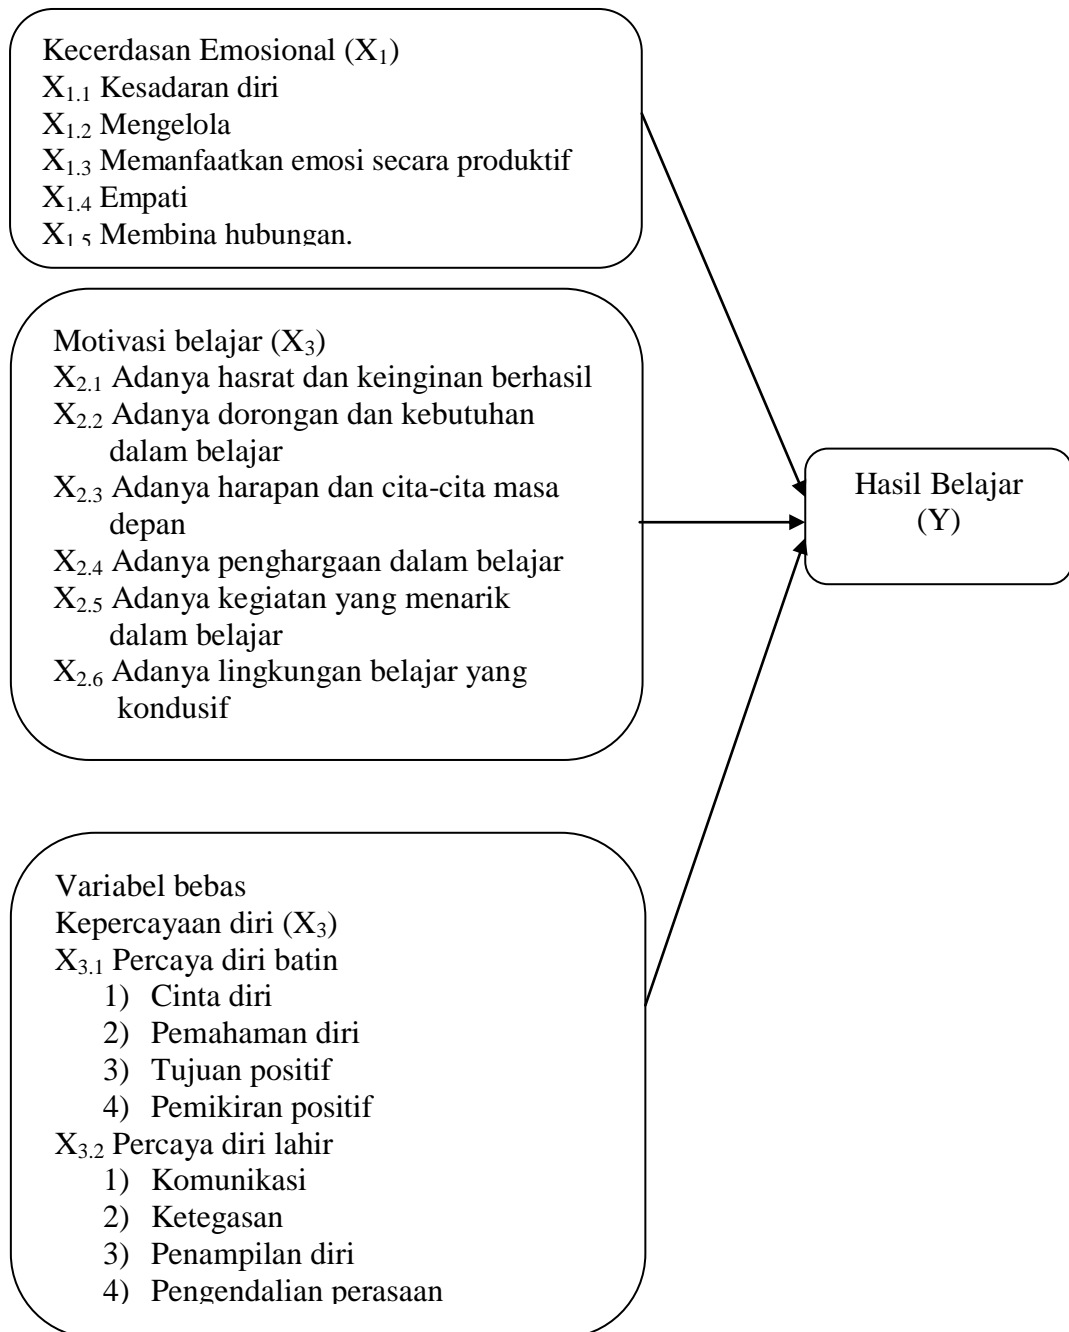 Kecerdasan Emosional (X1)
X1.1 Kesadaran diri
X1.2 Mengelola
X1.3 Memanfaatkan emosi secara produktif
X1.4 Empati
X1.5 Membina hubungan.
Motivasi belajar (X3)
X2.1 Adanya hasrat dan keinginan berhasil
X2.2 Adanya dorongan dan kebutuhan
dalam belajar
X2.3 Adanya harapan dan cita-cita masa
depan
X2.4 Adanya penghargaan dalam belajar
X2.5 Adanya kegiatan yang menarik
dalam belajar
X2.6 Adanya lingkungan belajar yang
kondusif
Hasil Belajar
(Y)
Variabel bebas
Kepercayaan diri (X3)
X3.1 Percaya diri batin
1) Cinta diri
2) Pemahaman diri
3) Tujuan positif
4) Pemikiran positif
X3.2 Percaya diri lahir
1) Komunikasi
2) Ketegasan
3) Penampilan diri
4) Pengendalian perasaan